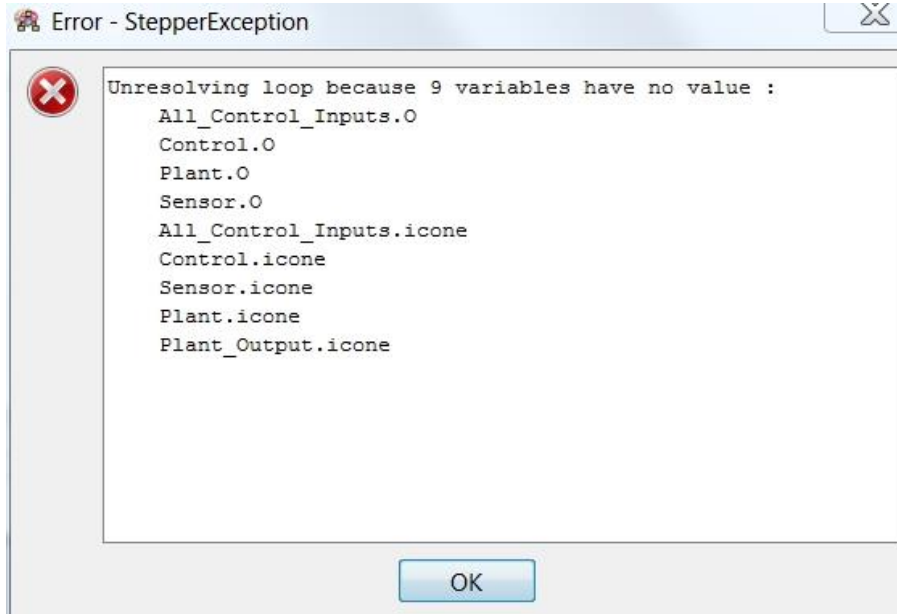 Error - StepperException
Unresolving loop because 9 variables have no value :
All_Control_Inputs.O
Control.O
Plant.O
Sensor.O
All_Control_Inputs.icone
Control.icone
Sensor.icone
Plant.icone
Plant_Output.icone
OK